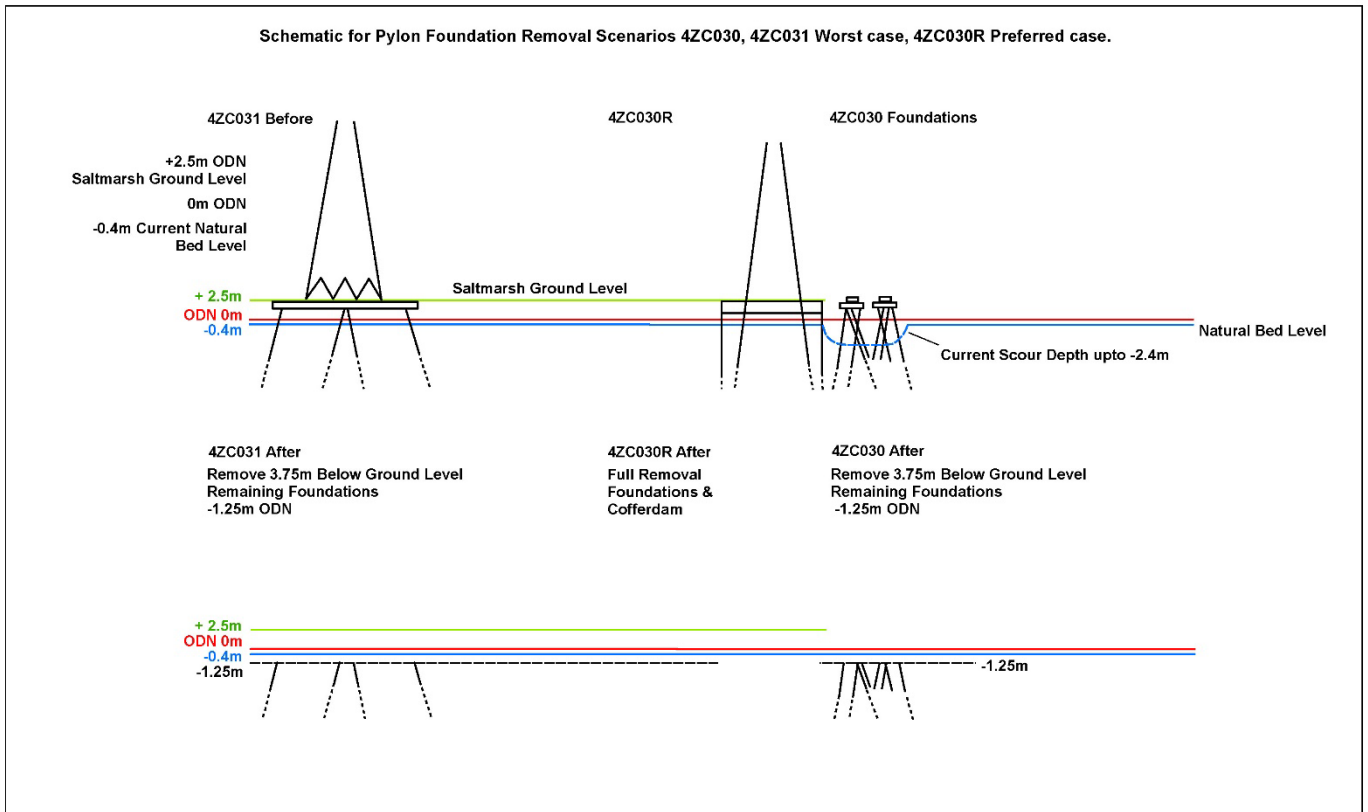 Schematic for Pylon Foundation Removal Scenarios 4ZC030, 4ZC031 Worst case, 4ZC030R Preferred case.
4ZC031 Before
4ZC030R
4ZC030 Foundations
+2.5m ODN
Saltmarsh Ground Level
0m ODN
-0.4m Current Natural
Bed Level
Saltmarsh Ground Level
+ 2.5m
ODN 0m
-0.4m
Natural Bed Level
Current Scour Depth upto -2.4m
4ZC031 After
Remove 3.75m Below Ground Level
Remaining Foundations
-1.25m ODN
4ZC030R After
Full Removal
Foundations &
Cofferdam
4ZC030 After
Remove 3.75m Below Ground Level
Remaining Foundations
-1.25m ODN
+ 2.5m
ODN 0m
-0.4m
-1.25m
-1.25m